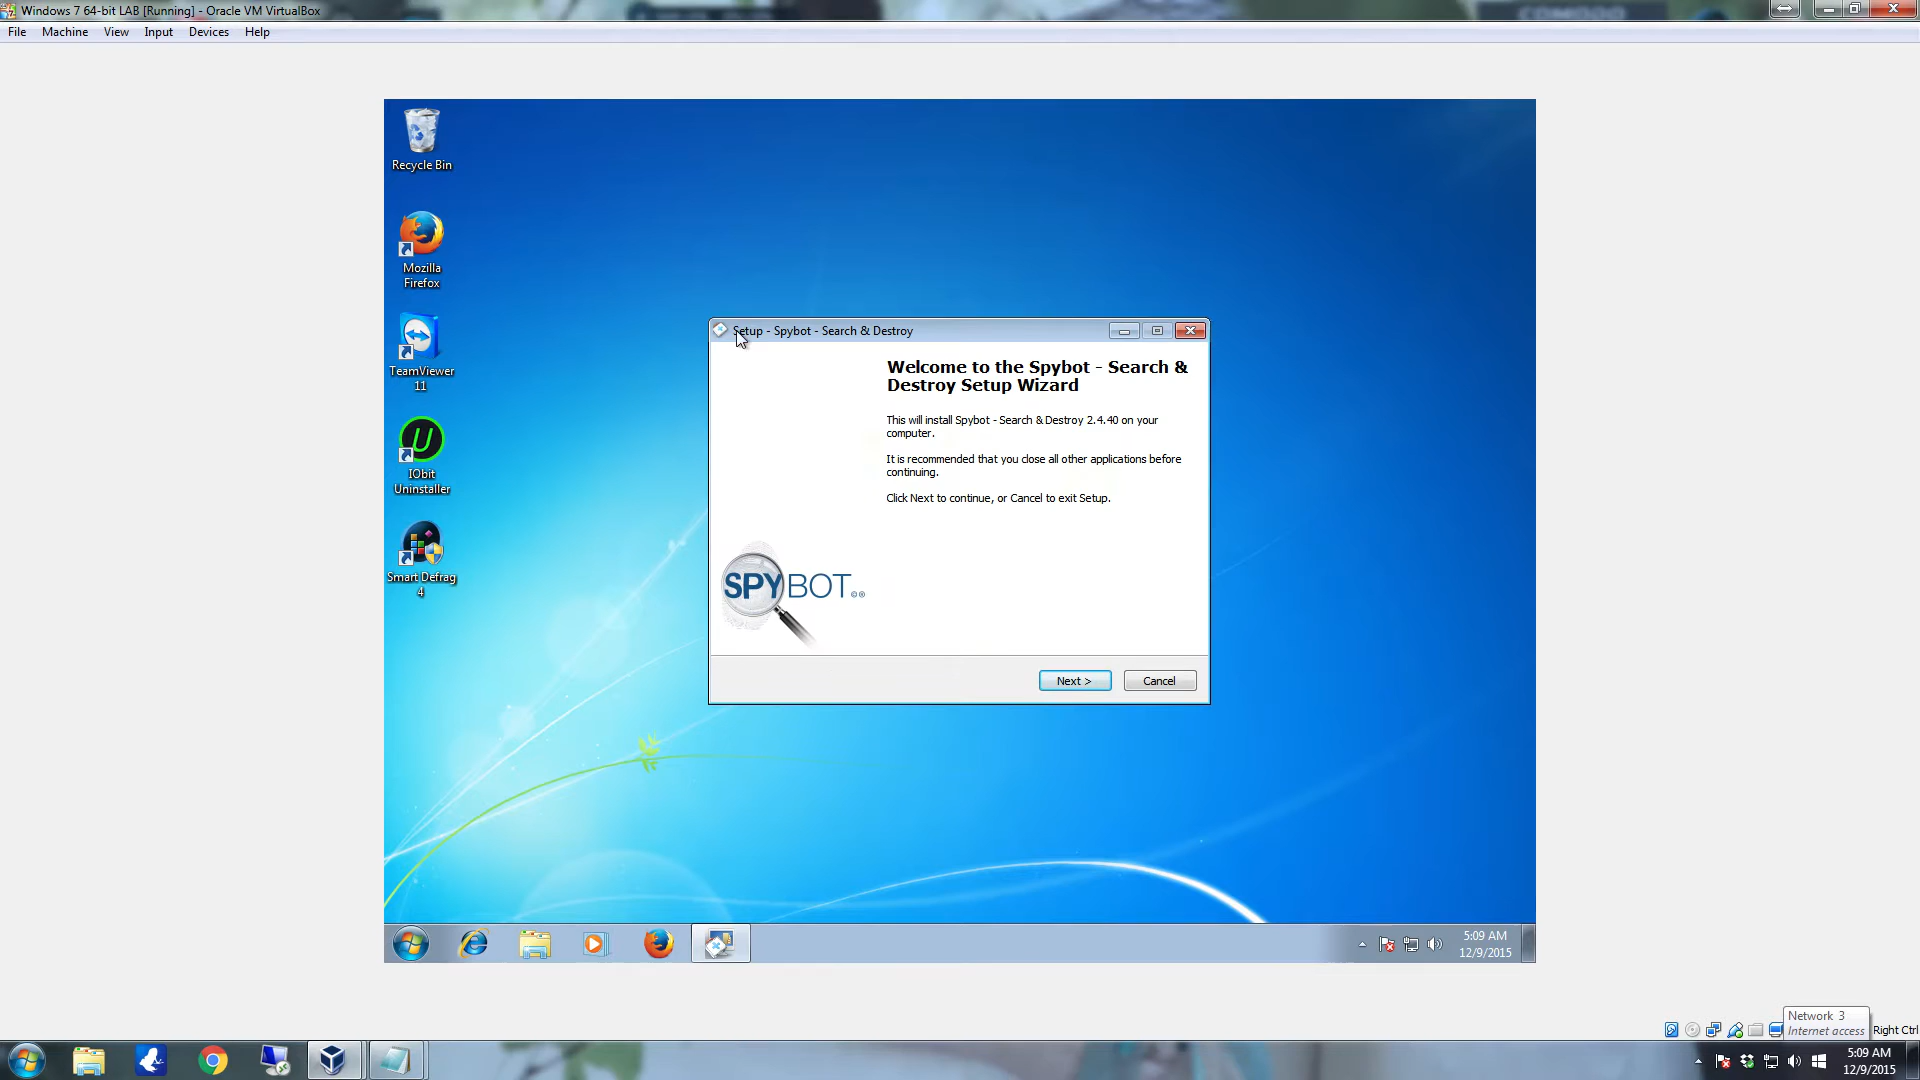 Windows 7 64-bit LAB [Running] - Oracle VM VirtualBox
File Machine View Input Devices Help
Recycle Bin
Mozilla
Firefox
TeamViewer
11
IObit
Uninstaller
Smart Defrag
4
Setup - Spybot - Search & Destroy
Welcome to the Spybot - Search &
Destroy Setup Wizard
This will install Spybot - Search & Destroy 2.4.40 on your
computer.
It is recommended that you close all other applications before
continuing.
Click Next to continue, or Cancel to exit Setup.
SPYBOT
Next >
Cancel
5:09 AM
12/9/2015
Network 3
Internet access
Right Ctrl
5:09 AM
12/9/2015